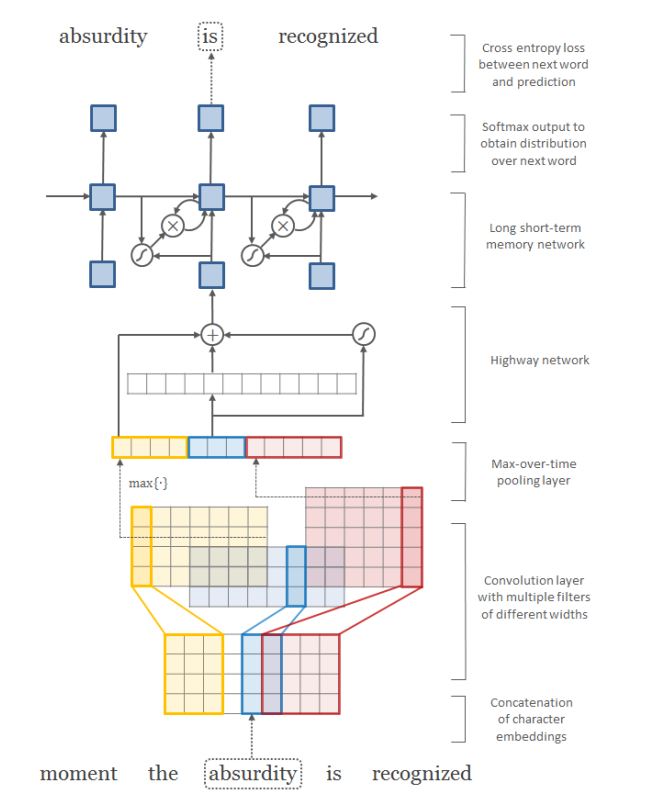 absurdity is recognized
Cross entropy loss
between next word
and prediction
Softmax output to
obtain distribution
over next word
Long short-term
memory network
Highway network
Max-over-time
pooling layer
max{·}
Convolution layer
with multiple filters
of different widths
Concatenation
of character
embeddings
moment the absurdity is recognized